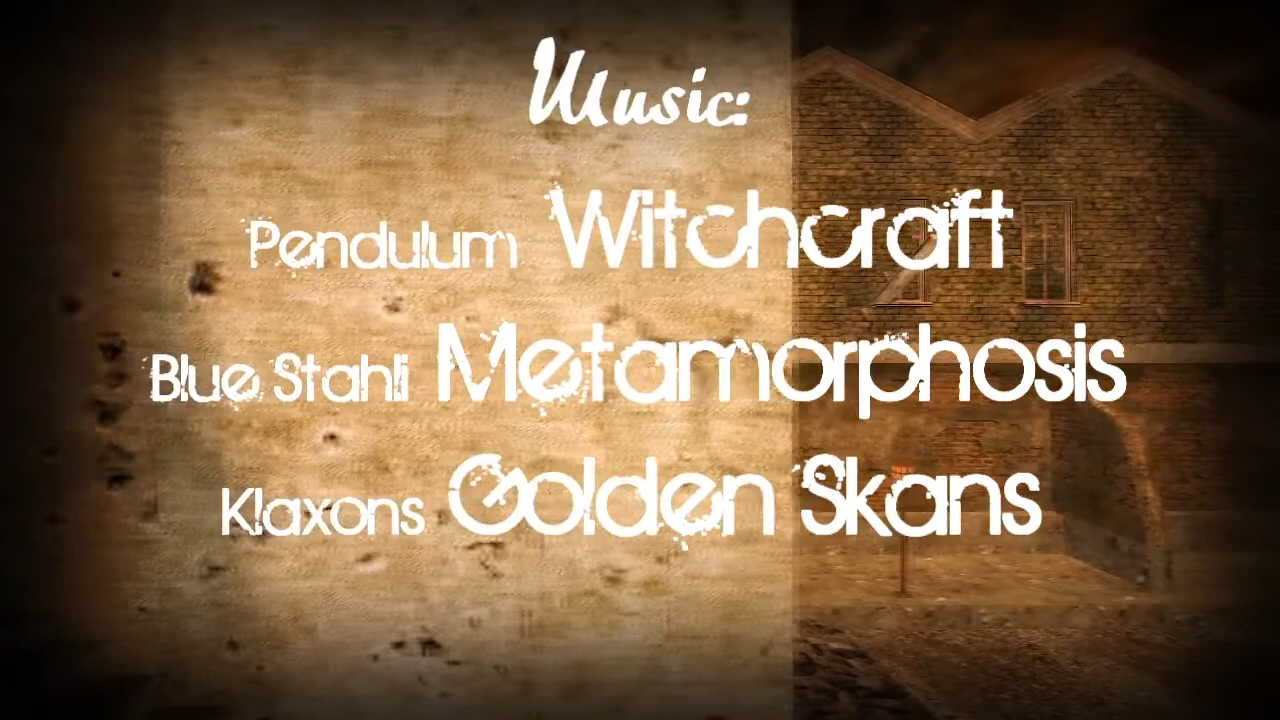 Music:
Pendulum Witchcraft
Blue Stahli Metamorphosis
Klaxons Golden Skans